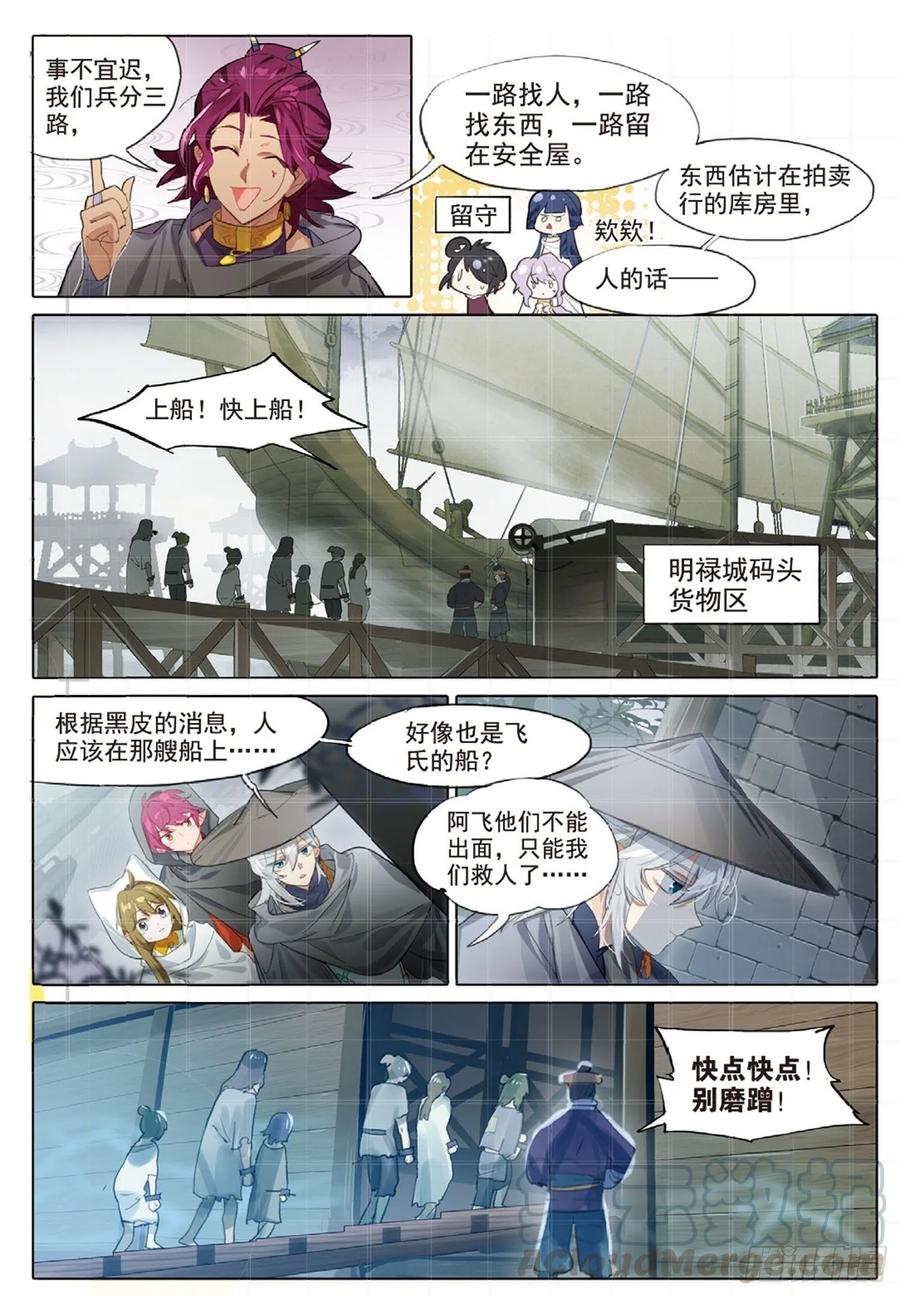 事不宜迟，
我们兵分三
路，
一路找人，一路
找东西，一路留
在安全屋。
东西估计在拍卖
行的库房里，
留守
欸欸！
人的话——
上船！快上船！
明禄城码头
货物区
根据黑皮的消息，人
应该在那艘船上……
好像也是飞
氏的船？
阿飞他们不能
出面，只能我
们救人了……
快点快点！
别磨蹭！
AcloudMerge.com